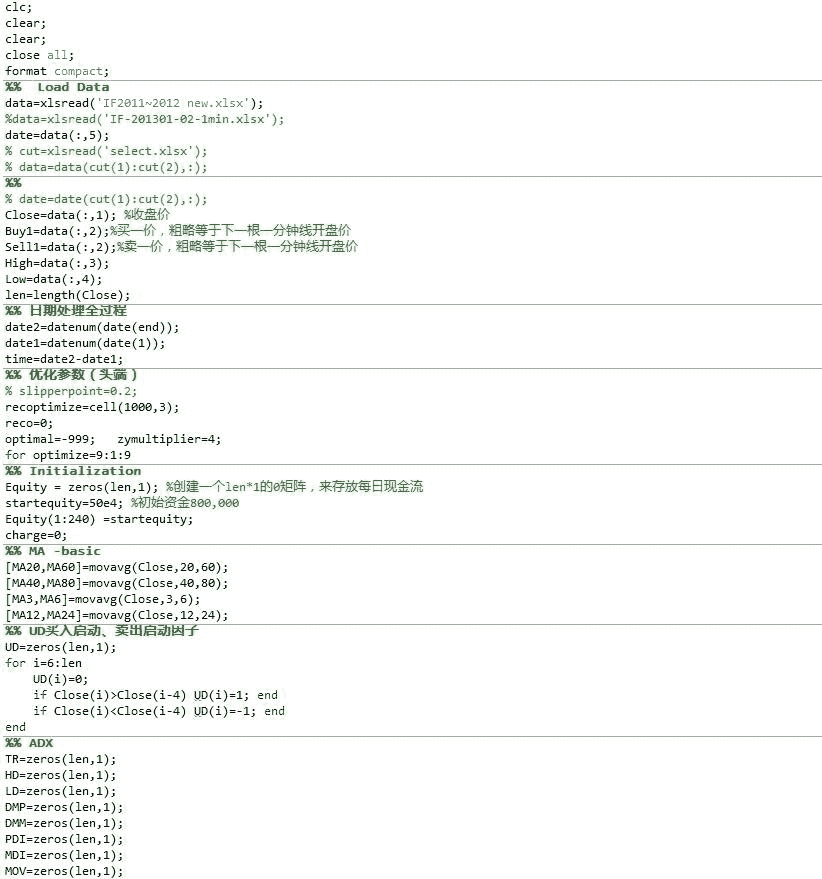 clc;
clear;
clear;
close all;
format compact;
%%  Load Data
data=xlsread('IF2011~2012 new.xlsx');
%data=xlsread('IF-201301-02-1min.xlsx');
date=data(:,5);
% cut=xlsread('select.xlsx');
% data=data(cut(1):cut(2),:);
%%
% date=date(cut(1):cut(2),:);
Close=data(:,1); %收盘价
Buy1=data(:,2);%买一价，粗略等于下一根一分钟线开盘价
Sell1=data(:,2);%卖一价，粗略等于下一根一分钟线开盘价
High=data(:,3);
Low=data(:,4);
len=length(Close);
%% 日期处理全过程
date2=datenum(date(end));
date1=datenum(date(1));
time=date2-date1;
%% 优化参数（头端）
% slipperpoint=0.2;
recoptimize=cell(1000,3);
reco=0;
optimal=-999;   zymultiplier=4;
for optimize=9:1:9
%% Initialization
Equity = zeros(len,1); %创建一个len*1的0矩阵，来存放每日现金流
startequity=50e4; %初始资金800,000
Equity(1:240) =startequity;
charge=0;
%% MA -basic
[MA20,MA60]=movavg(Close,20,60);
[MA40,MA80]=movavg(Close,40,80);
[MA3,MA6]=movavg(Close,3,6);
[MA12,MA24]=movavg(Close,12,24);
%% UD买入启动、卖出启动因子
UD=zeros(len,1);
for i=6:len
    UD(i)=0;
    if Close(i)>Close(i-4) UD(i)=1; end
    if Close(i)<Close(i-4) UD(i)=-1; end
end
%% ADX
TR=zeros(len,1);
HD=zeros(len,1);
LD=zeros(len,1);
DMP=zeros(len,1);
DMM=zeros(len,1);
PDI=zeros(len,1);
MDI=zeros(len,1);
MOV=zeros(len,1);